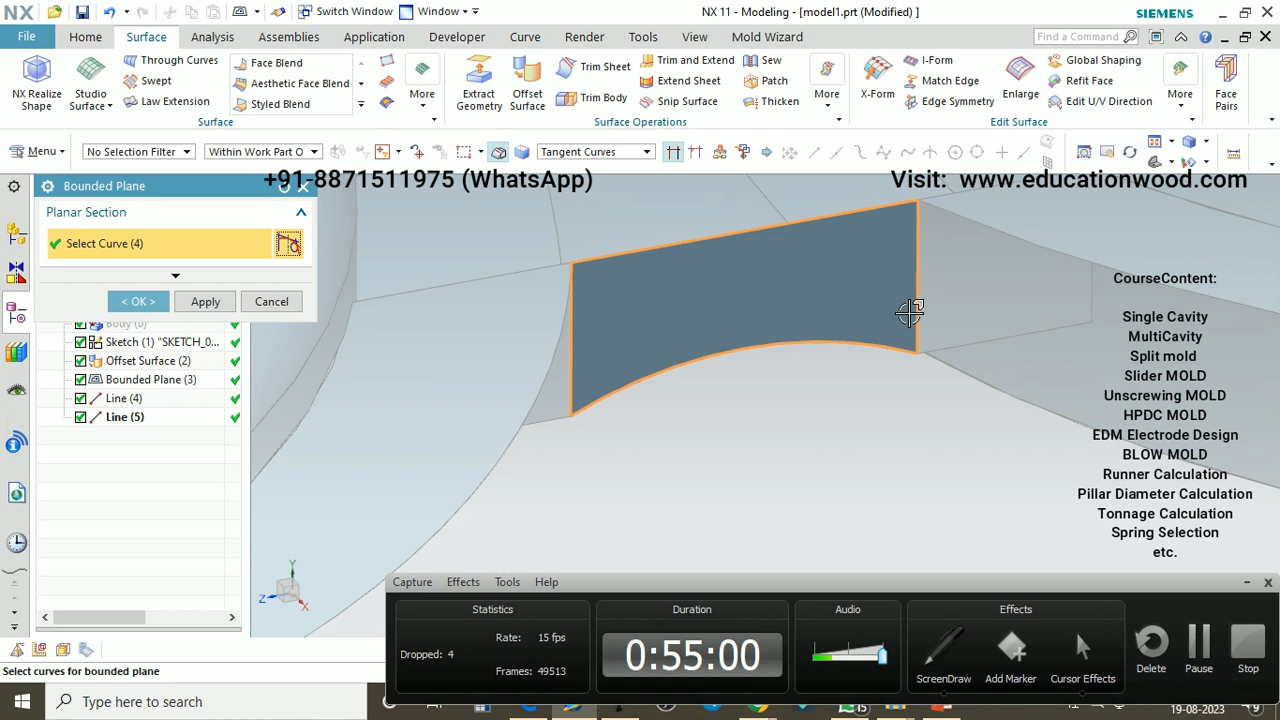 NX
Switch Window
Window
NX 11 - Modeling - [model1.prt (Modified) ]
SIEMENS
File
Home
Surface
Analysis
Assemblies
Application
Developer
Curve
Render
Tools
View
Mold Wizard
Find a Command
NX Realize Shape
Studio Surface
Through Curves
Swept
Law Extension
Face Blend
Aesthetic Face Blend
Styled Blend
More
Surface
Extract Geometry
Offset Surface
Trim Sheet
Trim Body
Trim and Extend
Extend Sheet
Snip Surface
Sew
Patch
Thicken
More
Surface Operations
X-Form
I-Form
Match Edge
Edge Symmetry
Enlarge
Global Shaping
Refit Face
Edit U/V Direction
More
Edit Surface
Face Pairs
Menu
No Selection Filter
Within Work Part O
Tangent Curves
Bounded Plane
+91-8871511975 (WhatsApp)
Visit: www.educationwood.com
Planar Section
Select Curve (4)
< OK >
Apply
Cancel
Body (0)
Sketch (1) "SKETCH_0...
Offset Surface (2)
Bounded Plane (3)
Line (4)
Line (5)
CourseContent:
Single Cavity
MultiCavity
Split mold
Slider MOLD
Unscrewing MOLD
HPDC MOLD
EDM Electrode Design
BLOW MOLD
Runner Calculation
Pillar Diameter Calculation
Tonnage Calculation
Spring Selection
etc.
Y
Z
X
Capture
Effects
Tools
Help
Statistics
Rate: 15 fps
Dropped: 4
Frames: 49513
Duration
0:55:00
Audio
Effects
ScreenDraw
Add Marker
Cursor Effects
Delete
Pause
Stop
Select curves for bounded plane
Type here to search
15
19-08-2023
9